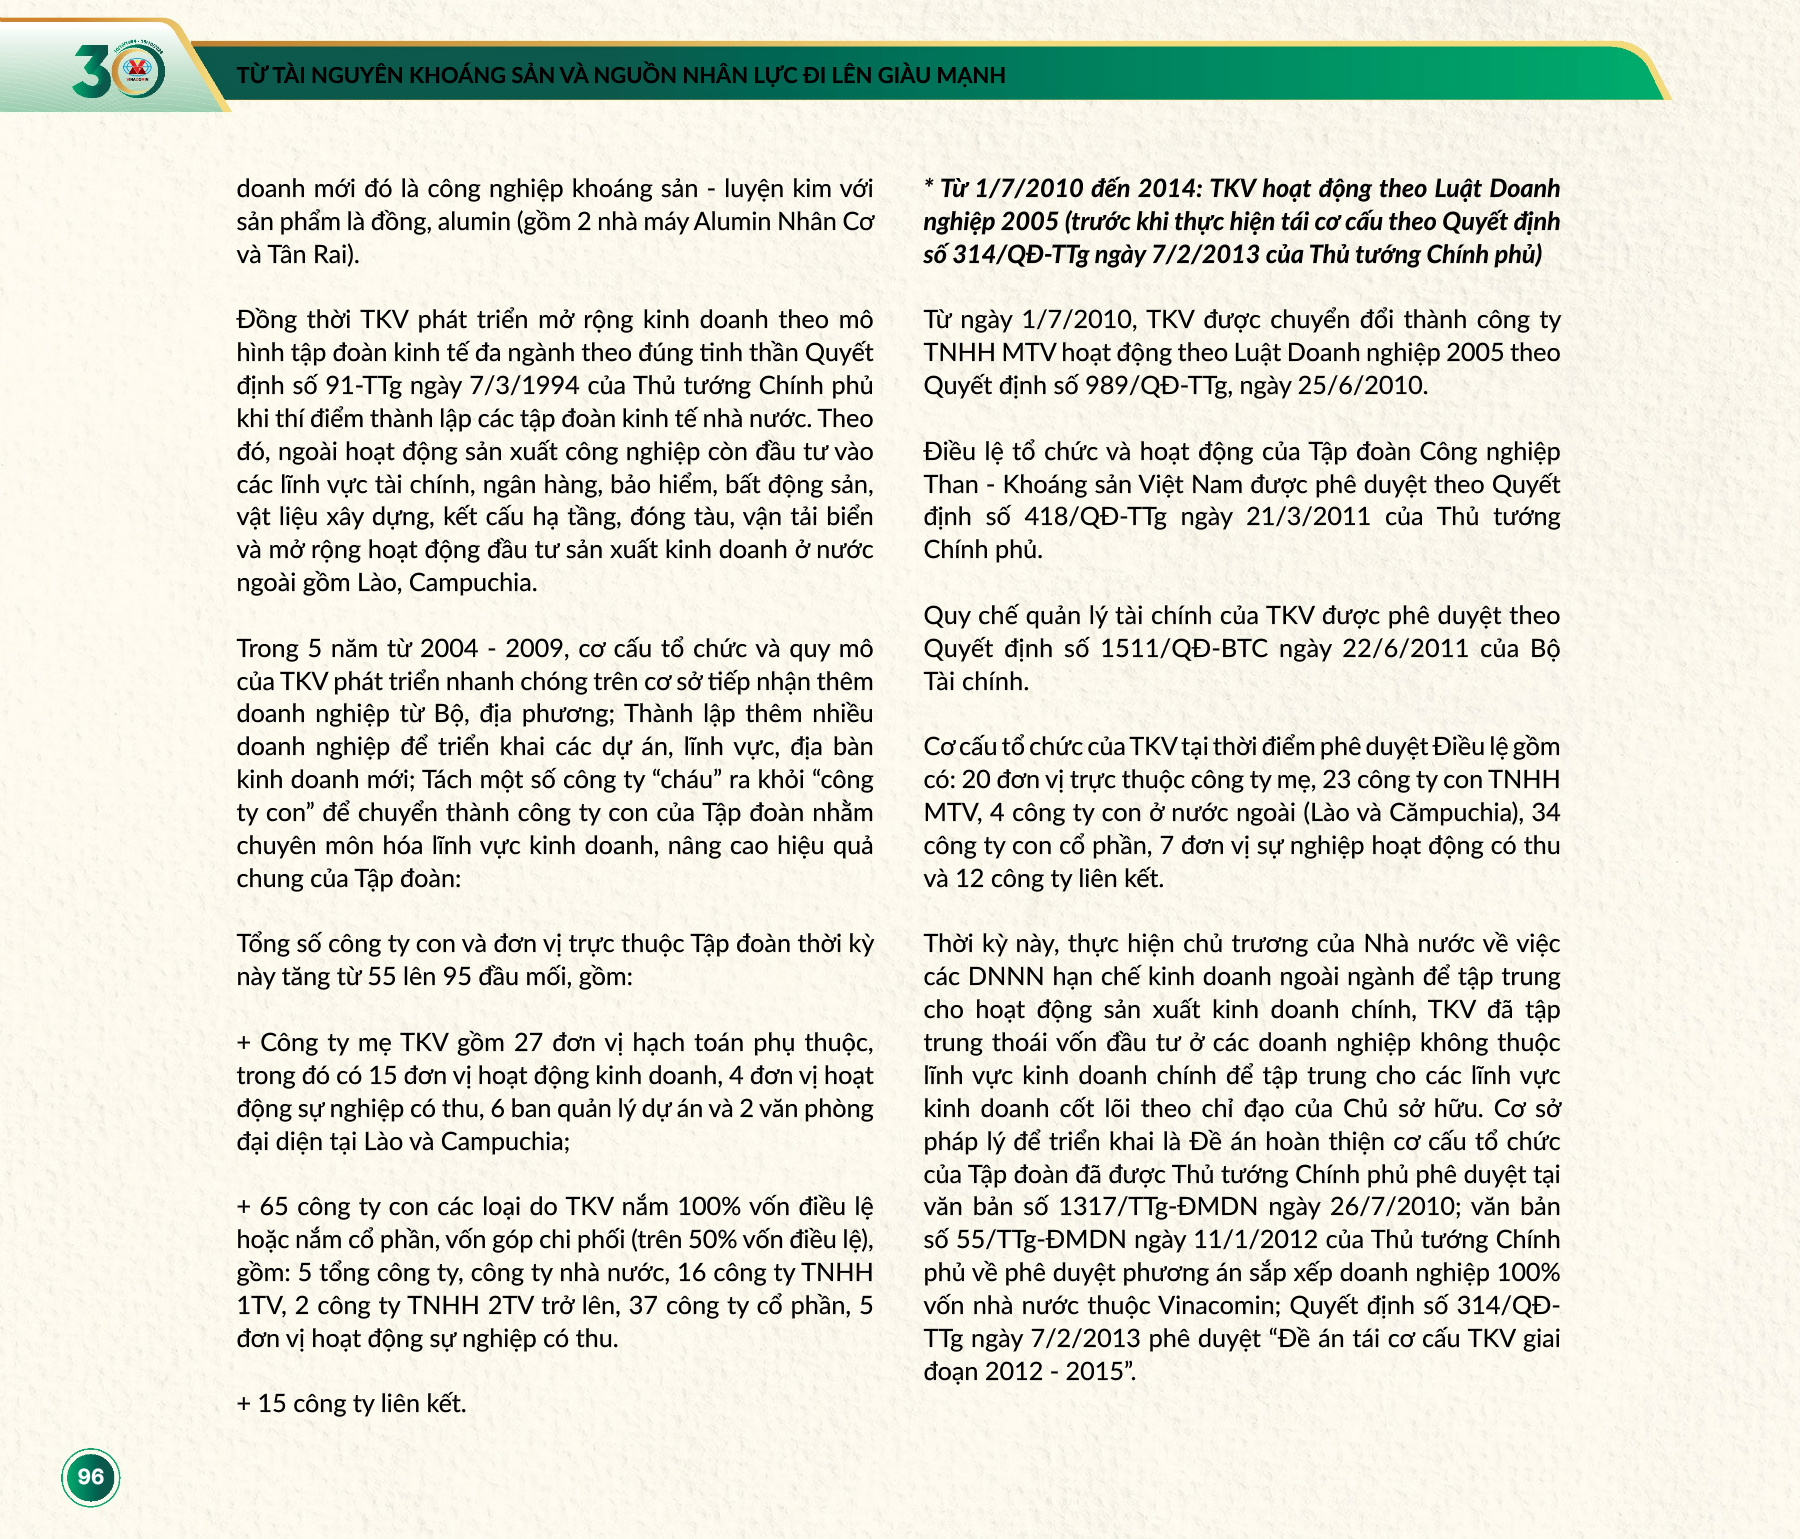 30
VINACOMIN
TỪ TÀI NGUYÊN KHOÁNG SẢN VÀ NGUỒN NHÂN LỰC ĐI LÊN GIÀU MẠNH
doanh mới đó là công nghiệp khoáng sản - luyện kim với
sản phẩm là đồng, alumin (gồm 2 nhà máy Alumin Nhân Cơ
và Tân Rai).
Đồng thời TKV phát triển mở rộng kinh doanh theo mô
hình tập đoàn kinh tế đa ngành theo đúng tinh thần Quyết
định số 91-TTg ngày 7/3/1994 của Thủ tướng Chính phủ
khi thí điểm thành lập các tập đoàn kinh tế nhà nước. Theo
đó, ngoài hoạt động sản xuất công nghiệp còn đầu tư vào
các lĩnh vực tài chính, ngân hàng, bảo hiểm, bất động sản,
vật liệu xây dựng, kết cấu hạ tầng, đóng tàu, vận tải biển
và mở rộng hoạt động đầu tư sản xuất kinh doanh ở nước
ngoài gồm Lào, Campuchia.
Trong 5 năm từ 2004 - 2009, cơ cấu tổ chức và quy mô
của TKV phát triển nhanh chóng trên cơ sở tiếp nhận thêm
doanh nghiệp từ Bộ, địa phương; Thành lập thêm nhiều
doanh nghiệp để triển khai các dự án, lĩnh vực, địa bàn
kinh doanh mới; Tách một số công ty “cháu” ra khỏi “công
ty con” để chuyển thành công ty con của Tập đoàn nhằm
chuyên môn hóa lĩnh vực kinh doanh, nâng cao hiệu quả
chung của Tập đoàn:
Tổng số công ty con và đơn vị trực thuộc Tập đoàn thời kỳ
này tăng từ 55 lên 95 đầu mối, gồm:
+ Công ty mẹ TKV gồm 27 đơn vị hạch toán phụ thuộc,
trong đó có 15 đơn vị hoạt động kinh doanh, 4 đơn vị hoạt
động sự nghiệp có thu, 6 ban quản lý dự án và 2 văn phòng
đại diện tại Lào và Campuchia;
+ 65 công ty con các loại do TKV nắm 100% vốn điều lệ
hoặc nắm cổ phần, vốn góp chi phối (trên 50% vốn điều lệ),
gồm: 5 tổng công ty, công ty nhà nước, 16 công ty TNHH
1TV, 2 công ty TNHH 2TV trở lên, 37 công ty cổ phần, 5
đơn vị hoạt động sự nghiệp có thu.
+ 15 công ty liên kết.
* Từ 1/7/2010 đến 2014: TKV hoạt động theo Luật Doanh
nghiệp 2005 (trước khi thực hiện tái cơ cấu theo Quyết định
số 314/QĐ-TTg ngày 7/2/2013 của Thủ tướng Chính phủ)
Từ ngày 1/7/2010, TKV được chuyển đổi thành công ty
TNHH MTV hoạt động theo Luật Doanh nghiệp 2005 theo
Quyết định số 989/QĐ-TTg, ngày 25/6/2010.
Điều lệ tổ chức và hoạt động của Tập đoàn Công nghiệp
Than - Khoáng sản Việt Nam được phê duyệt theo Quyết
định số 418/QĐ-TTg ngày 21/3/2011 của Thủ tướng
Chính phủ.
Quy chế quản lý tài chính của TKV được phê duyệt theo
Quyết định số 1511/QĐ-BTC ngày 22/6/2011 của Bộ
Tài chính.
Cơ cấu tổ chức của TKV tại thời điểm phê duyệt Điều lệ gồm
có: 20 đơn vị trực thuộc công ty mẹ, 23 công ty con TNHH
MTV, 4 công ty con ở nước ngoài (Lào và Cămpuchia), 34
công ty con cổ phần, 7 đơn vị sự nghiệp hoạt động có thu
và 12 công ty liên kết.
Thời kỳ này, thực hiện chủ trương của Nhà nước về việc
các DNNN hạn chế kinh doanh ngoài ngành để tập trung
cho hoạt động sản xuất kinh doanh chính, TKV đã tập
trung thoái vốn đầu tư ở các doanh nghiệp không thuộc
lĩnh vực kinh doanh chính để tập trung cho các lĩnh vực
kinh doanh cốt lõi theo chỉ đạo của Chủ sở hữu. Cơ sở
pháp lý để triển khai là Đề án hoàn thiện cơ cấu tổ chức
của Tập đoàn đã được Thủ tướng Chính phủ phê duyệt tại
văn bản số 1317/TTg-ĐMDN ngày 26/7/2010; văn bản
số 55/TTg-ĐMDN ngày 11/1/2012 của Thủ tướng Chính
phủ về phê duyệt phương án sắp xếp doanh nghiệp 100%
vốn nhà nước thuộc Vinacomin; Quyết định số 314/QĐ-
TTg ngày 7/2/2013 phê duyệt “Đề án tái cơ cấu TKV giai
đoạn 2012 - 2015”.
96